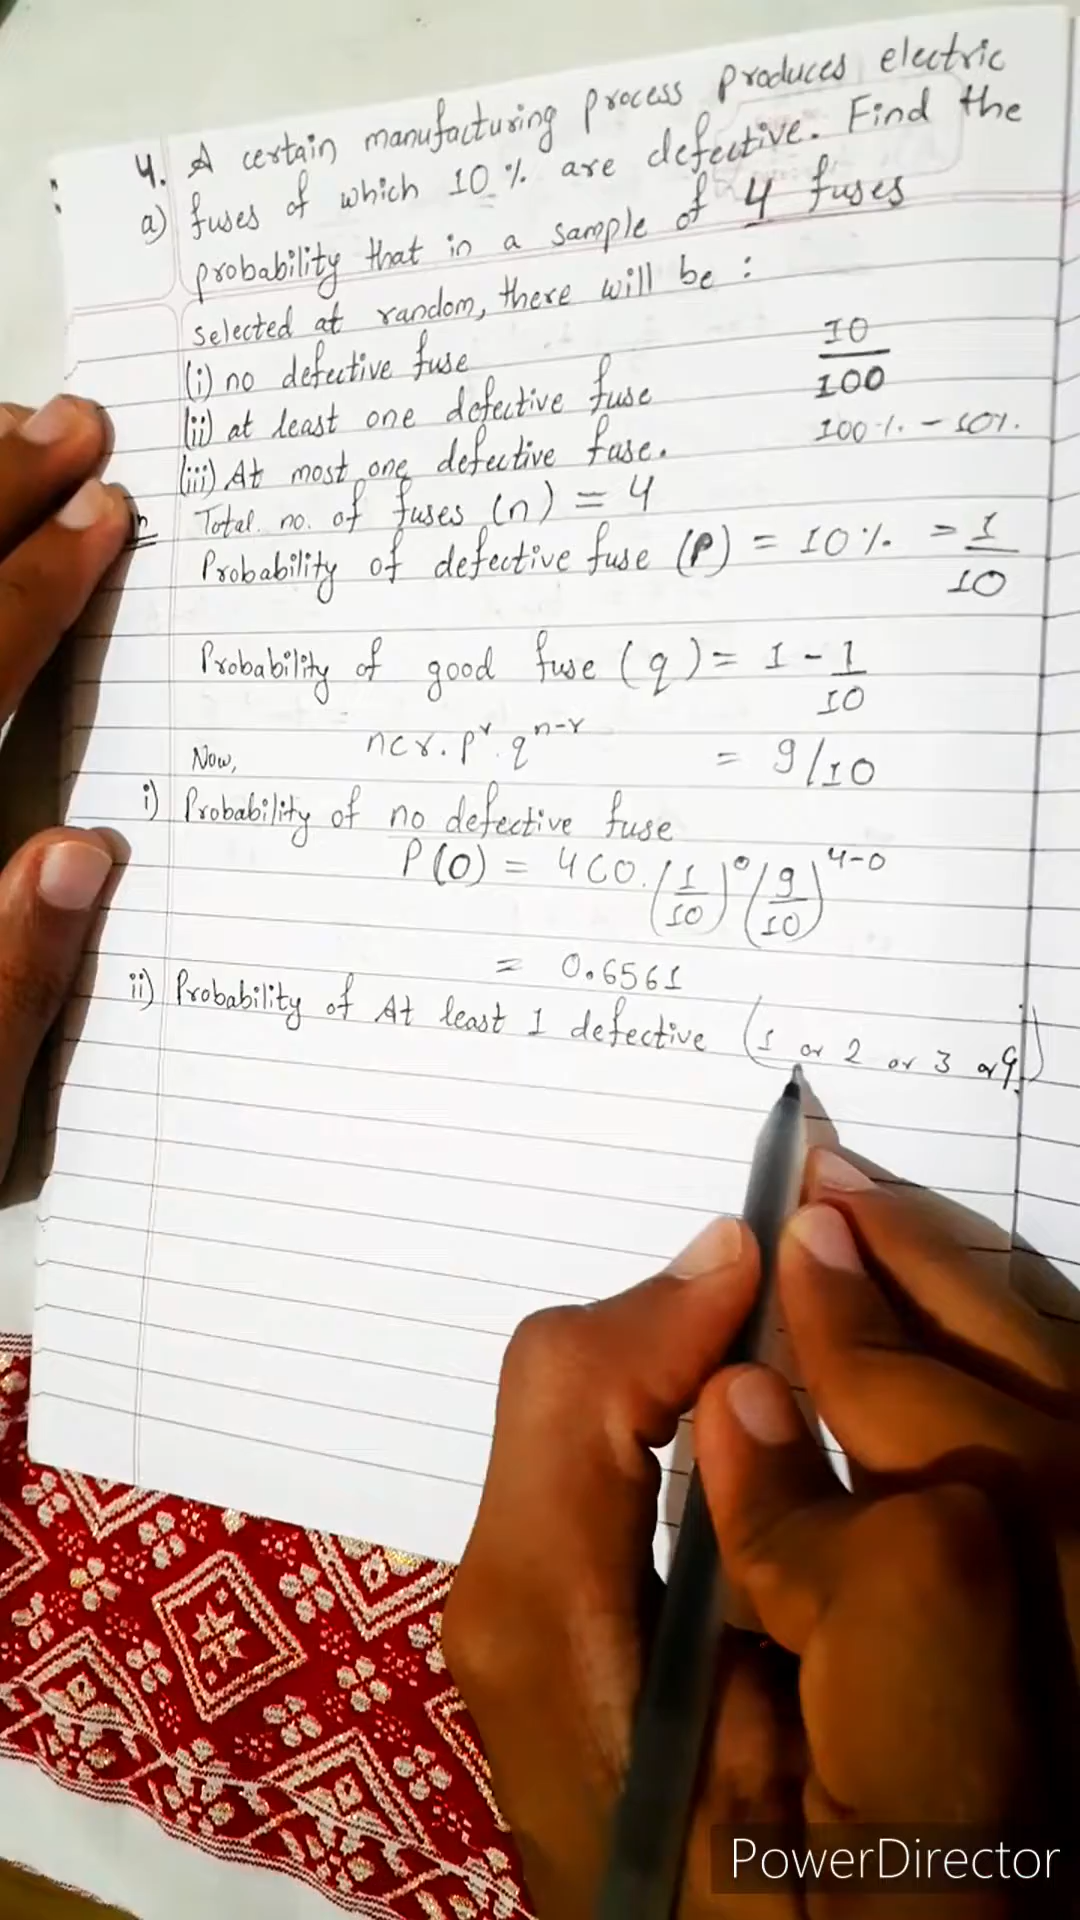 4. A certain manufacturing process produces electric
a) fuses of which 10 % are defective. Find the
probability that in a sample of 4 fuses
selected at random, there will be :
(i) no defective fuse
(ii) at least one defective fuse
(iii) At most one defective fuse.
10
100
100% - 10%
Total no. of fuses (n) = 4
Probability of defective fuse (P) = 10% = 1
10
Probability of good fuse (q) = 1 - 1
10
Now, ncr. p^r. q^n-r = 9/10
i) Probability of no defective fuse
P(0) = 4C0. (1/10)^0 (9/10)^4-0
= 0.6561
ii) Probability of At least 1 defective (1 or 2 or 3 or 4)
PowerDirector